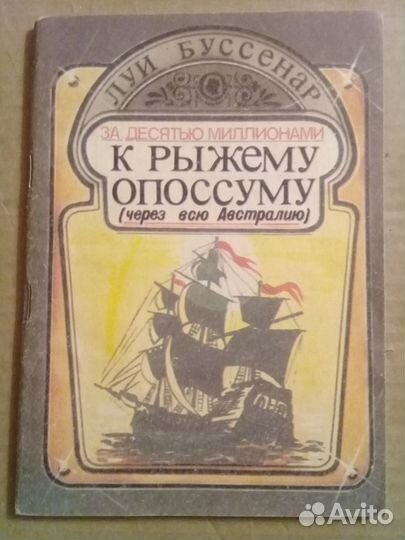 ЛУИ БУССЕНАР
ЗА ДЕСЯТЬЮ МИЛЛИОНАМИ
К РЫЖЕМУ
ОПОССУМУ
(через всю Австралию)
Avito